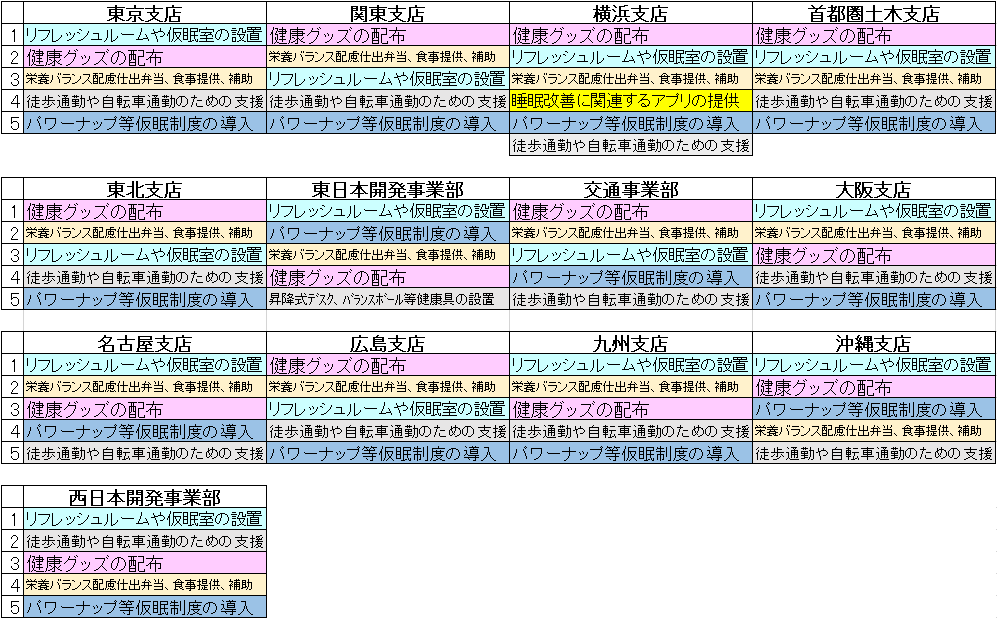 東京支店 関東支店 横浜支店 首都圏土木支店
1 リフレッシュルームや仮眠室の設置 健康グッズの配布 健康グッズの配布 健康グッズの配布
2 健康グッズの配布 栄養バランス配慮仕出弁当、食事提供、補助 リフレッシュルームや仮眠室の設置 リフレッシュルームや仮眠室の設置
3 栄養バランス配慮仕出弁当、食事提供、補助 リフレッシュルームや仮眠室の設置 栄養バランス配慮仕出弁当、食事提供、補助 栄養バランス配慮仕出弁当、食事提供、補助
4 徒歩通勤や自転車通勤のための支援 徒歩通勤や自転車通勤のための支援 睡眠改善に関連するアプリの提供 徒歩通勤や自転車通勤のための支援
5 パワーナップ等仮眠制度の導入 パワーナップ等仮眠制度の導入 パワーナップ等仮眠制度の導入 パワーナップ等仮眠制度の導入
徒歩通勤や自転車通勤のための支援
東北支店 東日本開発事業部 交通事業部 大阪支店
1 健康グッズの配布 リフレッシュルームや仮眠室の設置 健康グッズの配布 リフレッシュルームや仮眠室の設置
2 栄養バランス配慮仕出弁当、食事提供、補助 パワーナップ等仮眠制度の導入 栄養バランス配慮仕出弁当、食事提供、補助 栄養バランス配慮仕出弁当、食事提供、補助
3 リフレッシュルームや仮眠室の設置 栄養バランス配慮仕出弁当、食事提供、補助 リフレッシュルームや仮眠室の設置 健康グッズの配布
4 徒歩通勤や自転車通勤のための支援 健康グッズの配布 パワーナップ等仮眠制度の導入 徒歩通勤や自転車通勤のための支援
5 パワーナップ等仮眠制度の導入 昇降式デスク、バランスボール等健康具の設置 徒歩通勤や自転車通勤のための支援 パワーナップ等仮眠制度の導入
名古屋支店 広島支店 九州支店 沖縄支店
1 リフレッシュルームや仮眠室の設置 健康グッズの配布 リフレッシュルームや仮眠室の設置 リフレッシュルームや仮眠室の設置
2 栄養バランス配慮仕出弁当、食事提供、補助 栄養バランス配慮仕出弁当、食事提供、補助 栄養バランス配慮仕出弁当、食事提供、補助 健康グッズの配布
3 健康グッズの配布 リフレッシュルームや仮眠室の設置 健康グッズの配布 パワーナップ等仮眠制度の導入
4 パワーナップ等仮眠制度の導入 徒歩通勤や自転車通勤のための支援 徒歩通勤や自転車通勤のための支援 栄養バランス配慮仕出弁当、食事提供、補助
5 徒歩通勤や自転車通勤のための支援 パワーナップ等仮眠制度の導入 パワーナップ等仮眠制度の導入 徒歩通勤や自転車通勤のための支援
西日本開発事業部
1 リフレッシュルームや仮眠室の設置
2 徒歩通勤や自転車通勤のための支援
3 健康グッズの配布
4 栄養バランス配慮仕出弁当、食事提供、補助
5 パワーナップ等仮眠制度の導入